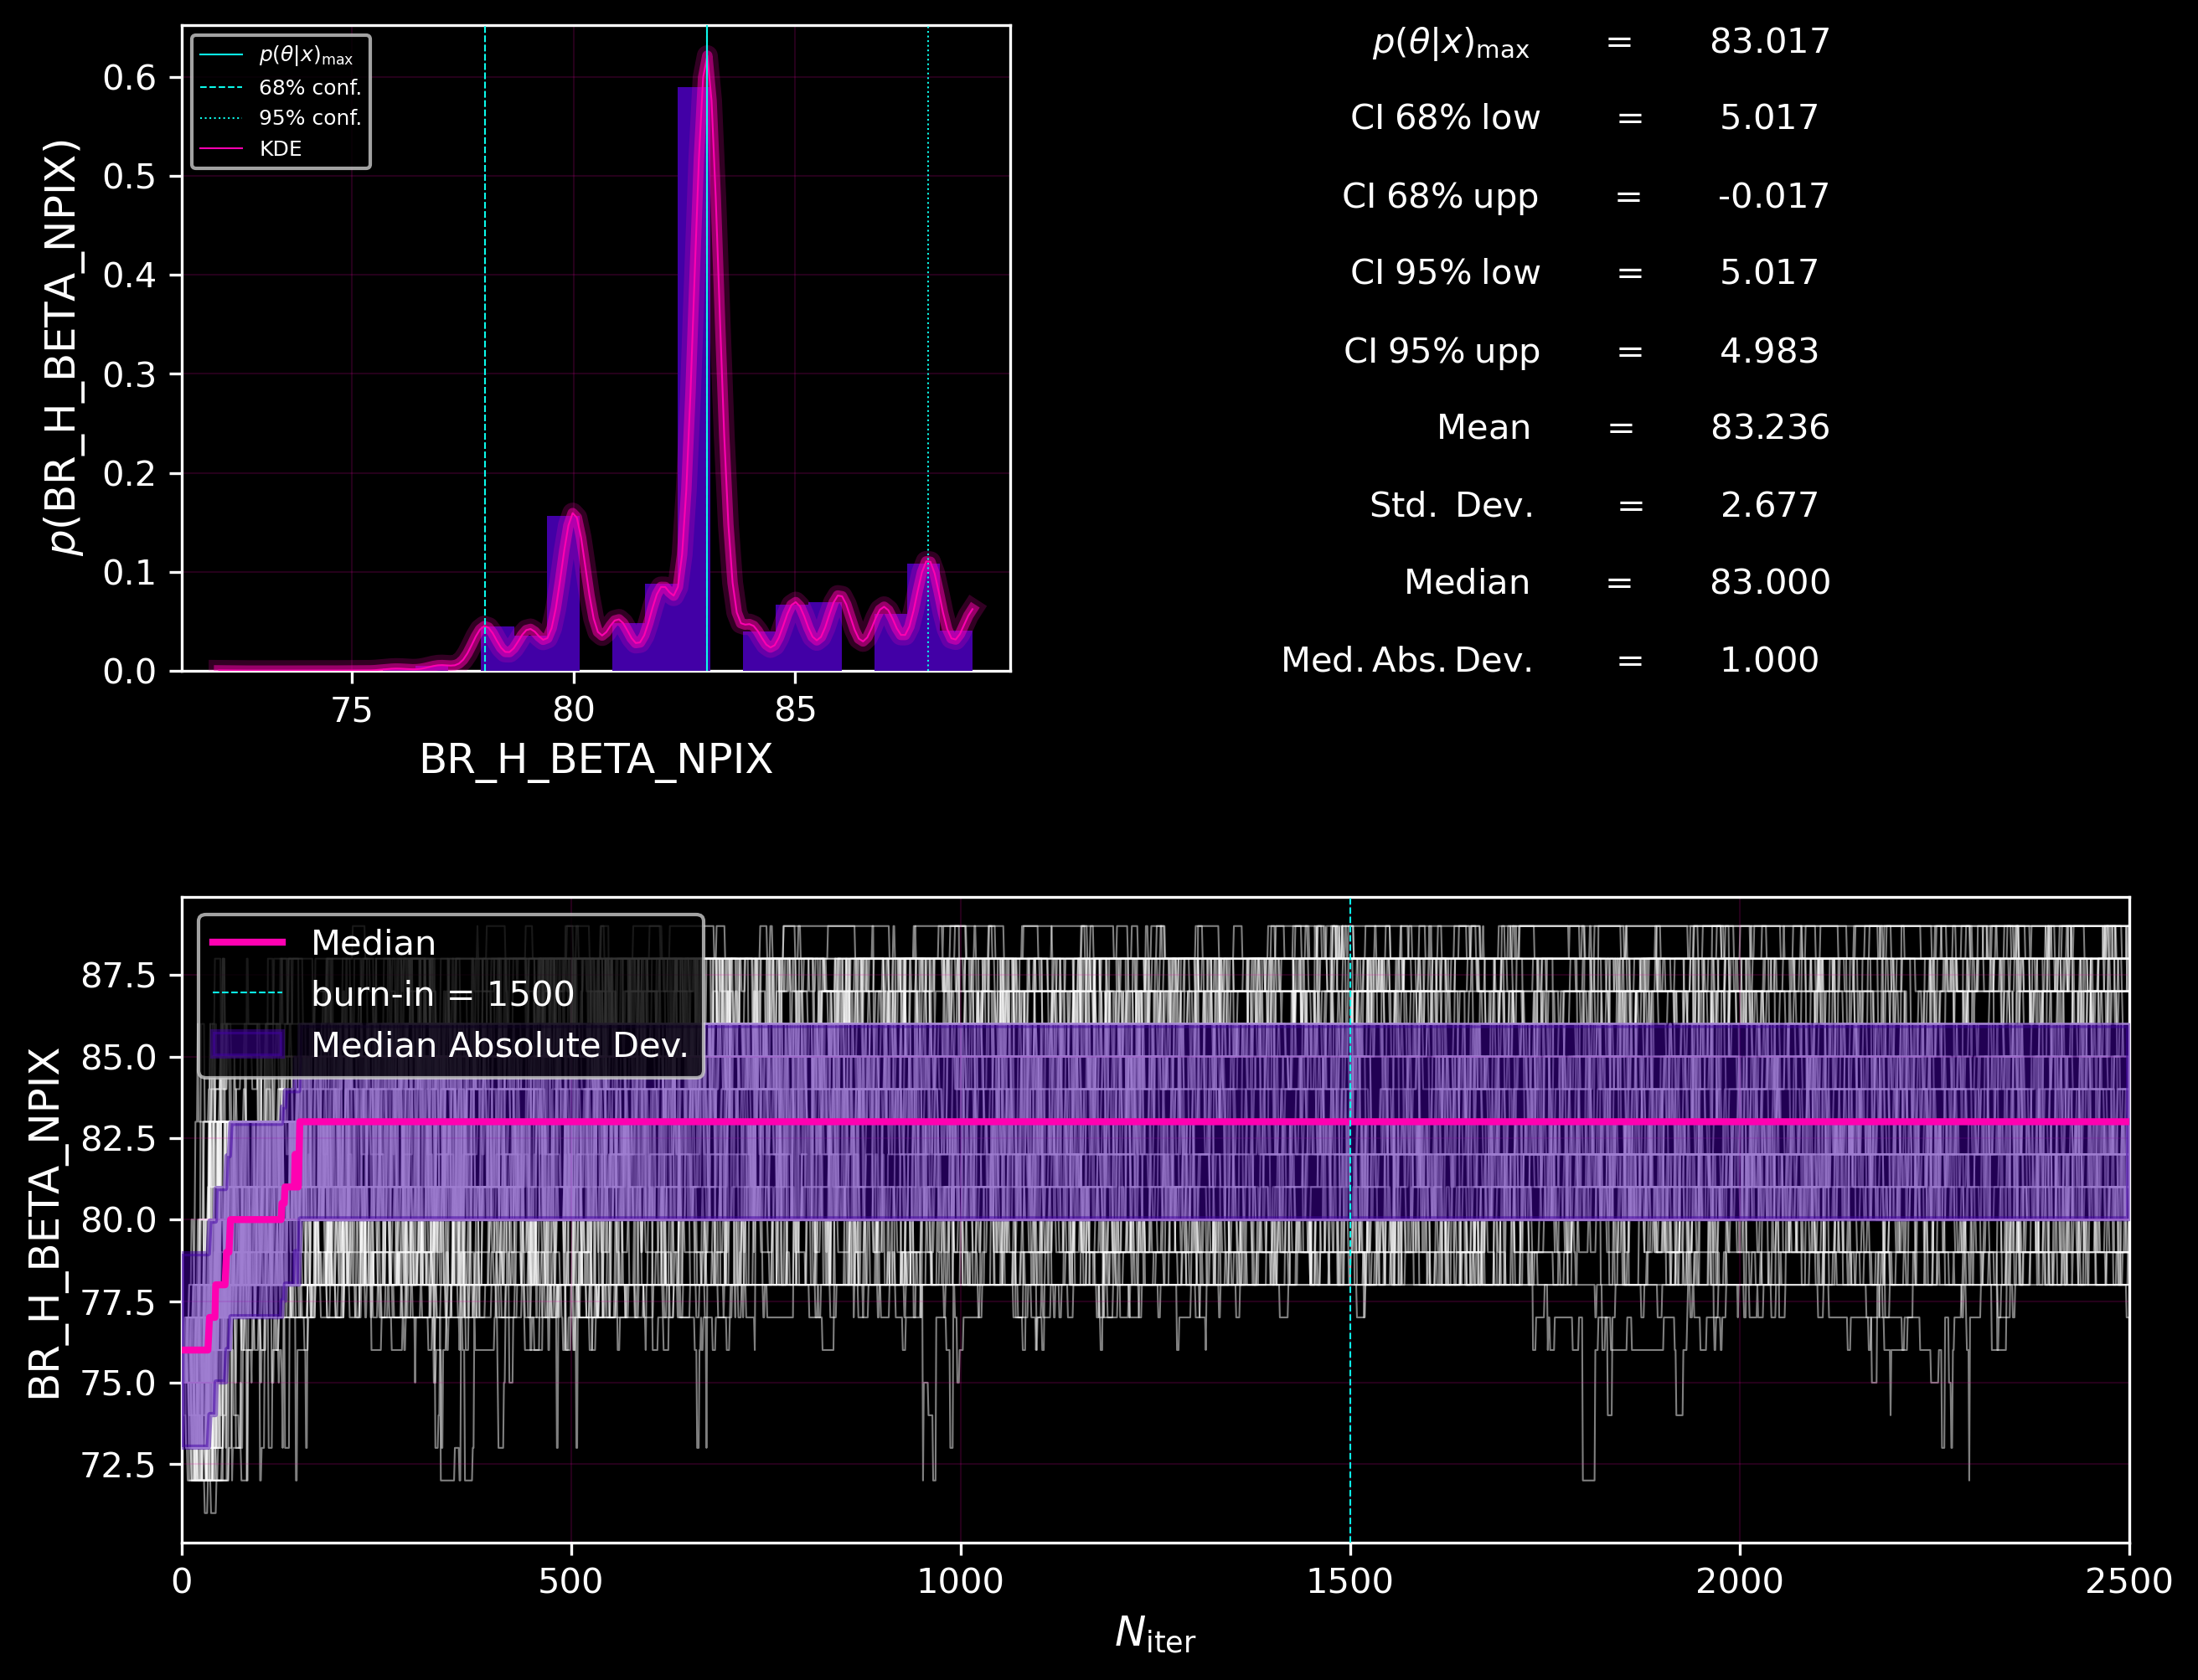 p(θ|x)max
68% conf.
95% conf.
KDE
0.6
0.5
0.4
0.3
0.2
0.1
0.0
p(BR_H_BETA_NPIX)
75 80 85
BR_H_BETA_NPIX
p(θ|x)max = 83.017
CI 68% low = 5.017
CI 68% upp = -0.017
CI 95% low = 5.017
CI 95% upp = 4.983
Mean = 83.236
Std. Dev. = 2.677
Median = 83.000
Med. Abs. Dev. = 1.000
Median
burn-in = 1500
Median Absolute Dev.
87.5
85.0
82.5
80.0
77.5
75.0
72.5
BR_H_BETA_NPIX
0 500 1000 1500 2000 2500
Niter